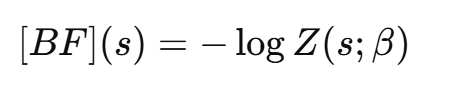 [BF](s) = − log Z(s; β)